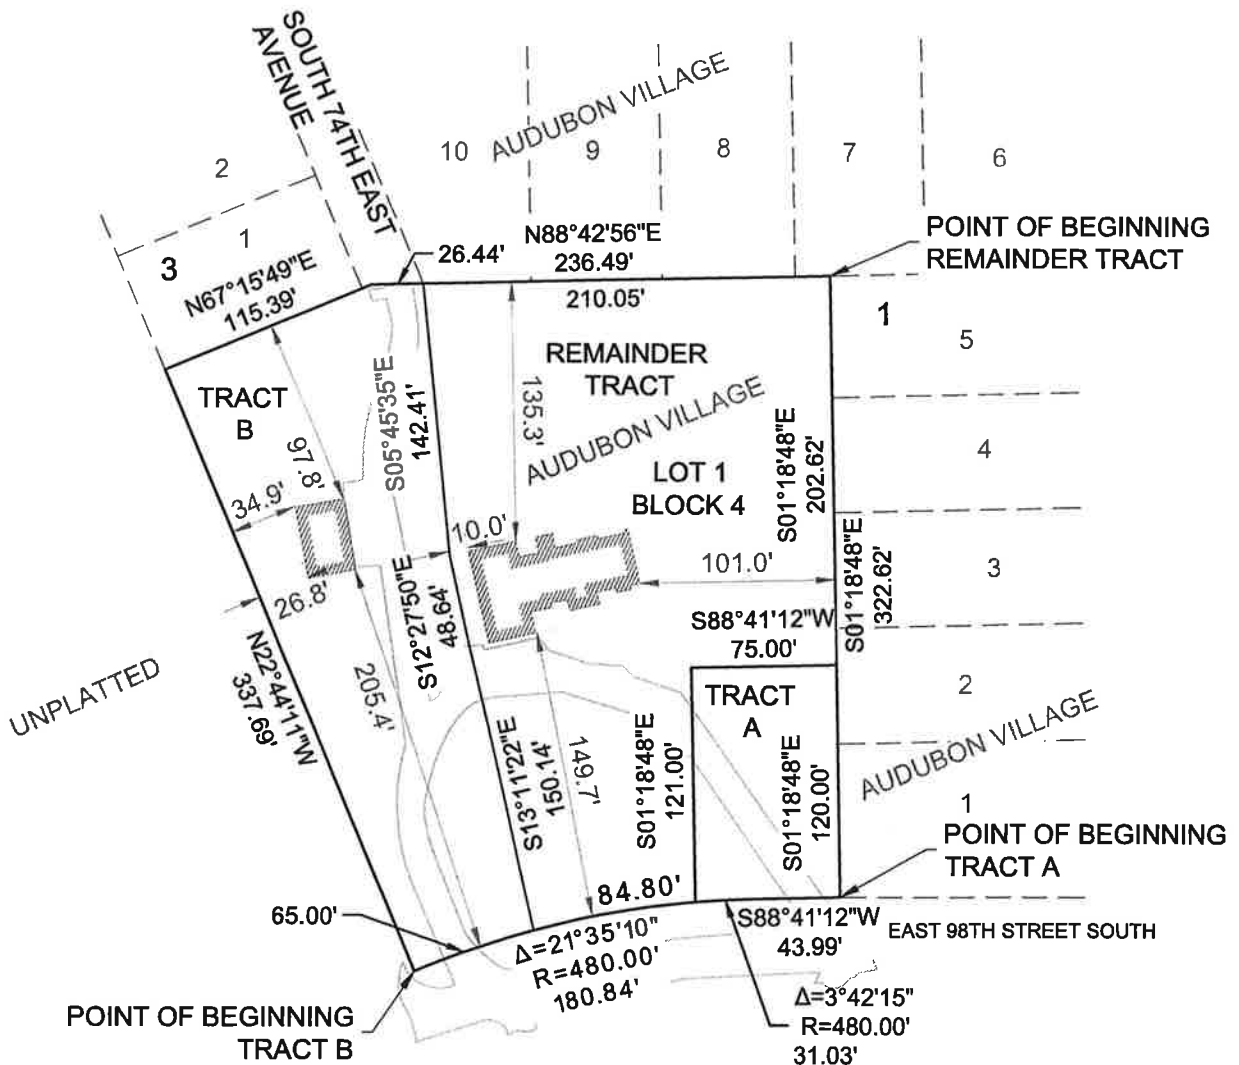 SOUTH 74TH EAST
AVENUE
AUDUBON VILLAGE
10
9
8
7
6
2
1
3
N67°15'49"E
115.39'
26.44'
N88°42'56"E
236.49'
210.05'
POINT OF BEGINNING
REMAINDER TRACT
1
5
4
3
2
1
TRACT
B
97.8'
34.9'
26.8'
S05°45'35"E
142.41'
135.3'
REMAINDER
TRACT
AUDUBON VILLAGE
LOT 1
BLOCK 4
S01°18'48"E
202.62'
10.0'
101.0'
S01°18'48"E
322.62'
S88°41'12"W
75.00'
S12°27'50"E
48.64'
UNPLATTED
N22°44'11"W
337.69'
205.4'
S13°11'22"E
150.14'
149.7'
S01°18'48"E
121.00'
TRACT
A
S01°18'48"E
120.00'
AUDUBON VILLAGE
POINT OF BEGINNING
TRACT A
65.00'
84.80'
Δ=21°35'10"
R=480.00'
180.84'
S88°41'12"W
43.99'
EAST 98TH STREET SOUTH
POINT OF BEGINNING
TRACT B
Δ=3°42'15"
R=480.00'
31.03'